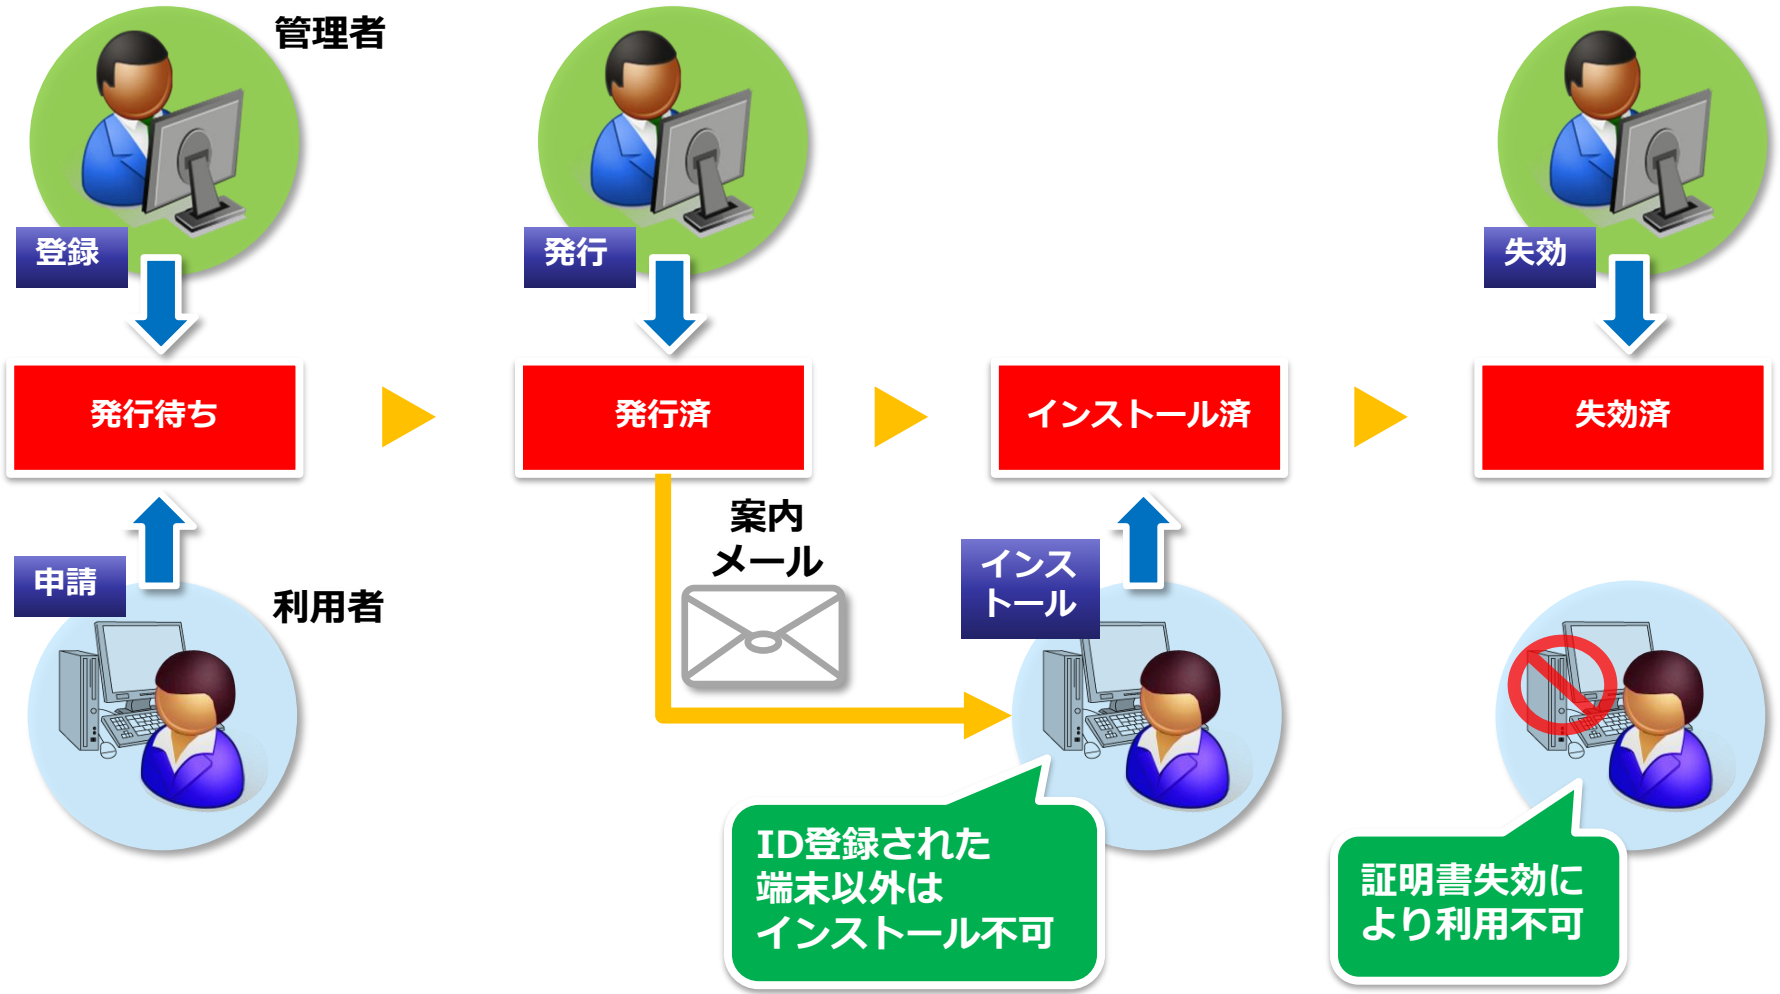 管理者
登録
発行
失効
発行待ち
発行済
インストール済
失効済
申請
利用者
案内
メール
インス
トール
ID登録された
端末以外は
インストール不可
証明書失効に
より利用不可